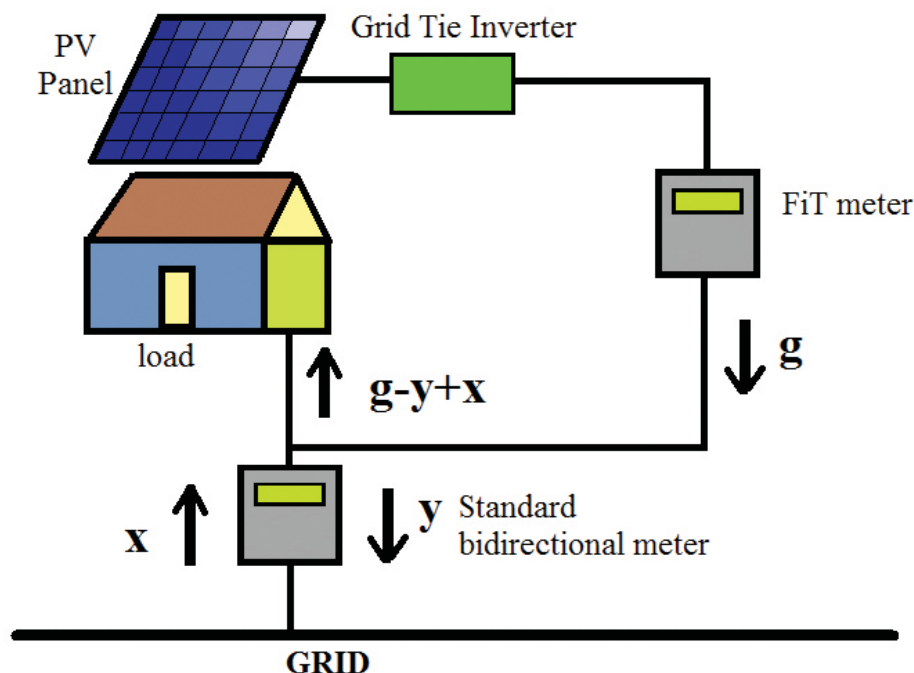 PV
Panel
Grid Tie Inverter
FiT meter
load
g
g-y+x
x
y
Standard
bidirectional meter
GRID